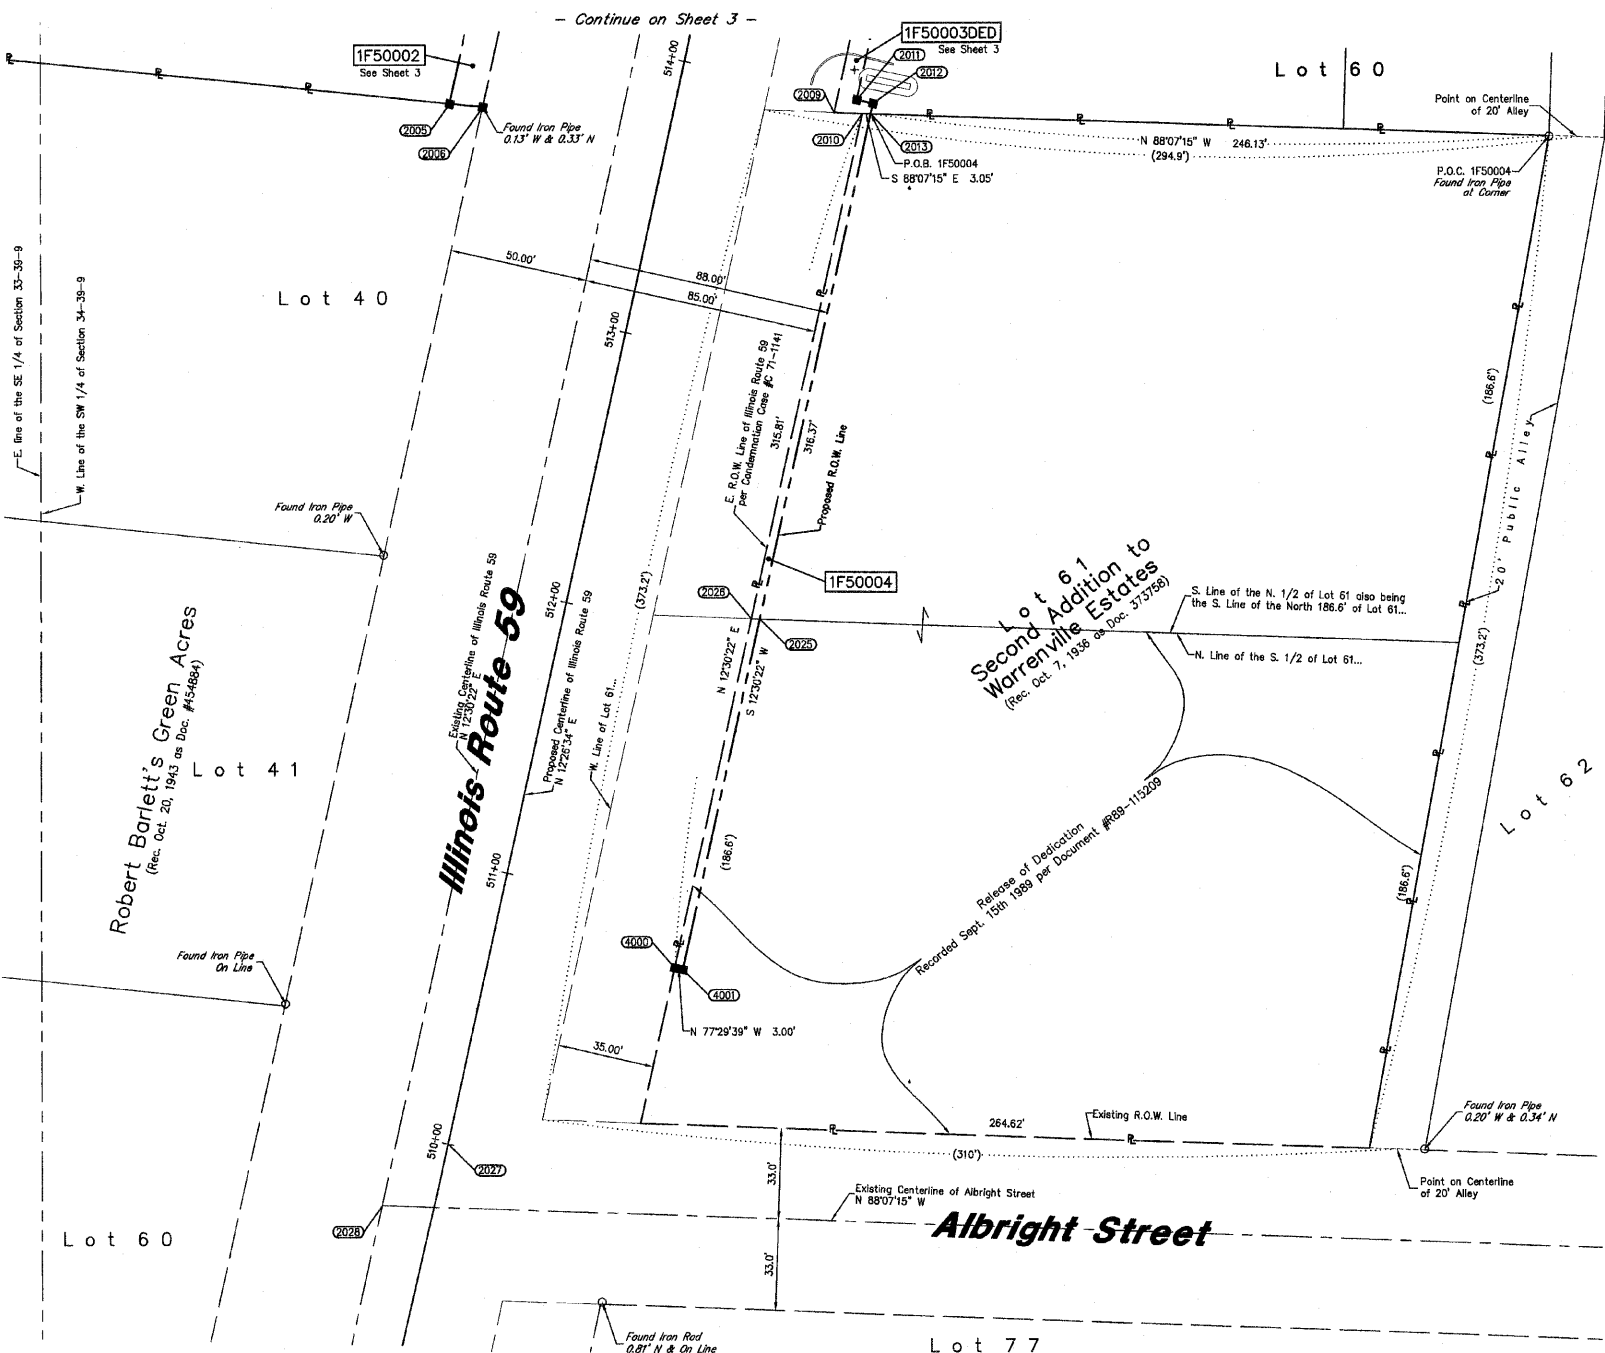 – Continue on Sheet 3 –
1F50002
See Sheet 3
514+00
1F50003DED
See Sheet 3
2011
2012
2009
2010
2013
P.O.B. 1F50004
S 88°07'15" E 3.05'
Lot 60
Point on Centerline
of 20' Alley
N 88°07'15" W 246.13'
(294.9')
P.O.C. 1F50004
Found Iron Pipe
at Corner
2005
2006
Found Iron Pipe
0.13' W & 0.33' N
E. line of the SE 1/4 of Section 33-39-9
W. Line of the SW 1/4 of Section 34-39-9
Lot 40
50.00'
88.00'
85.00'
513+00
E. R.O.W. Line of Illinois Route 59
per Condemnation Case #C 71-1141
315.81'
316.37'
Proposed R.O.W. Line
(186.6')
20' Public Alley
Found Iron Pipe
0.20' W
1F50004
512+00
(373.2')
2026
2025
Lot 61
Second Addition to
Warrenville Estates
(Rec. Oct. 7, 1936 as Doc. 373758)
S. Line of the N. 1/2 of Lot 61 also being
the S. Line of the North 186.6' of Lot 61...
N. Line of the S. 1/2 of Lot 61...
(373.2')
N 12°30'22" E
S 12°30'22" W
Robert Barlett's Green Acres
(Rec. Oct. 20, 1943 as Doc. #454884)
Lot 41
Existing Centerline of Illinois Route 59
N 12°30'22" E
Illinois Route 59
Proposed Centerline of Illinois Route 59
N 12°26'34" E
W. Line of Lot 61...
511+00
(186.6')
Release of Dedication
Recorded Sept. 15th 1989 per Document #R89-115209
Lot 62
(186.6')
Found Iron Pipe
On Line
4000
4001
N 77°29'39" W 3.00'
35.00'
264.62'
Existing R.O.W. Line
(310')
Found Iron Pipe
0.20' W & 0.34' N
Point on Centerline
of 20' Alley
510+00
2027
33.0'
Existing Centerline of Albright Street
N 88°07'15" W
Albright Street
2028
Lot 60
33.0'
Found Iron Rod
0.81' N & On Line
Lot 77